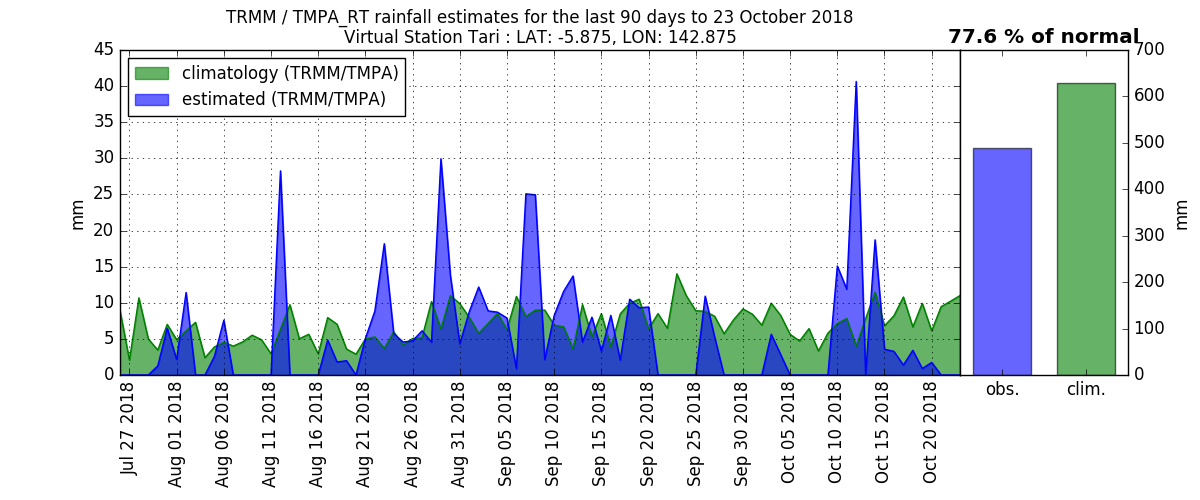 TRMM / TMPA_RT rainfall estimates for the last 90 days to 23 October 2018
Virtual Station Tari : LAT: -5.875, LON: 142.875
77.6 % of normal
climatology (TRMM/TMPA)
estimated (TRMM/TMPA)
mm
45
40
35
30
25
20
15
10
5
0
Jul 27 2018
Aug 01 2018
Aug 06 2018
Aug 11 2018
Aug 16 2018
Aug 21 2018
Aug 26 2018
Aug 31 2018
Sep 05 2018
Sep 10 2018
Sep 15 2018
Sep 20 2018
Sep 25 2018
Sep 30 2018
Oct 05 2018
Oct 10 2018
Oct 15 2018
Oct 20 2018
obs.
clim.
700
600
500
400
300
200
100
0
mm